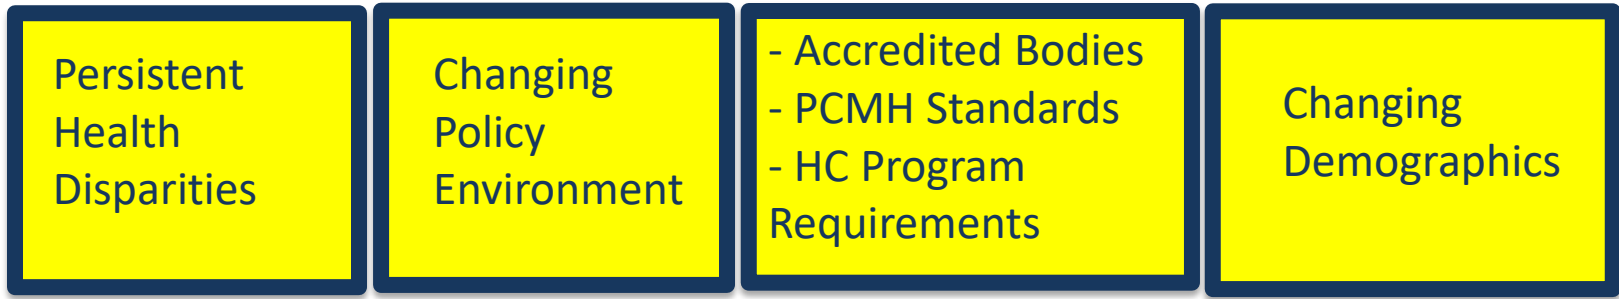 Persistent
Health
Disparities
Changing
Policy
Environment
- Accredited Bodies
- PCMH Standards
- HC Program
Requirements
Changing
Demographics